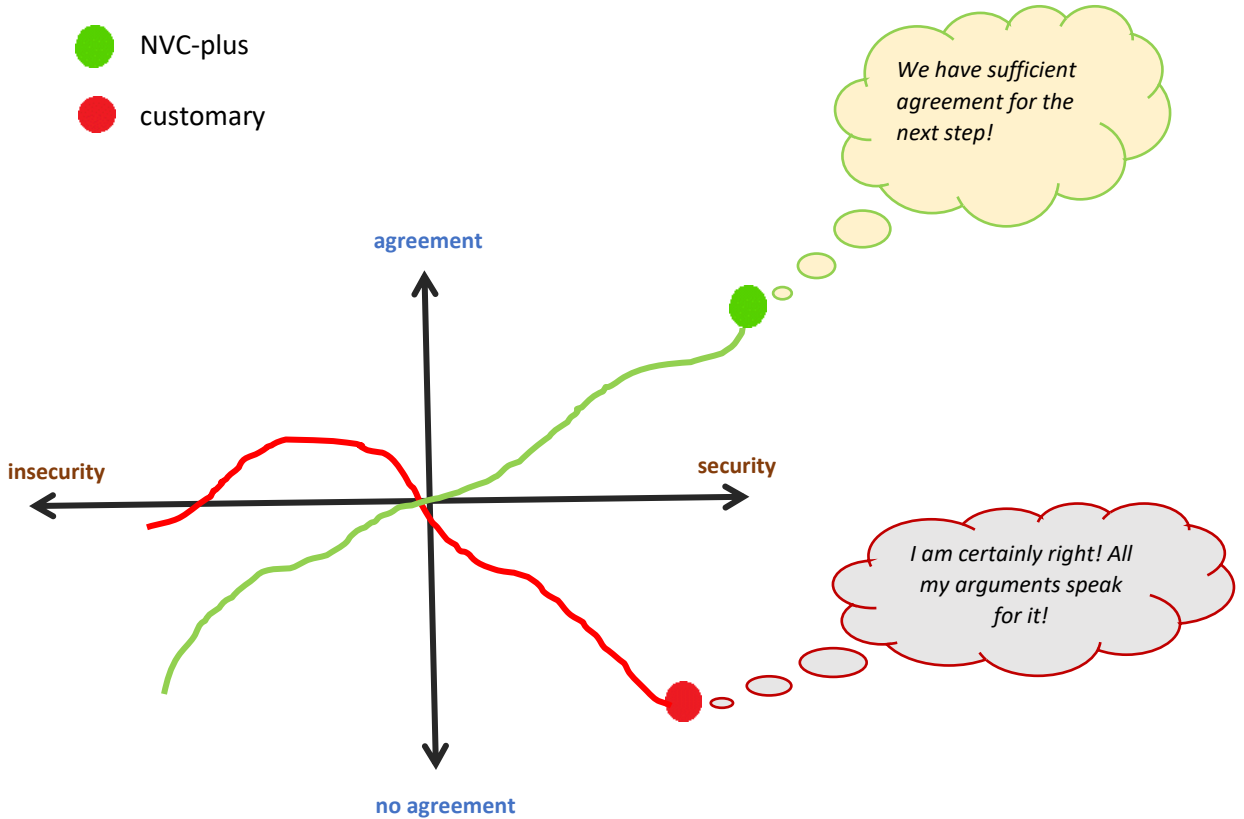 NVC-plus
customary
We have sufficient
agreement for the
next step!
agreement
insecurity
security
I am certainly right! All
my arguments speak
for it!
no agreement